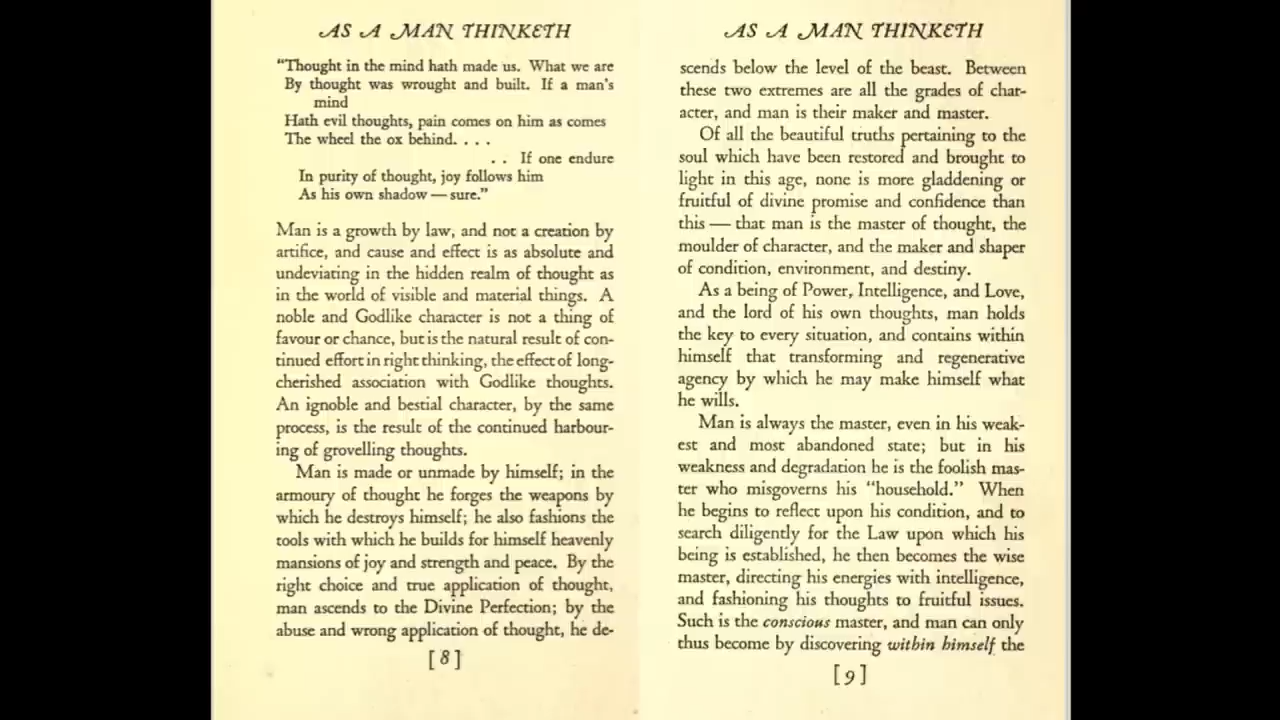 AS A MAN THINKETH
“Thought in the mind hath made us. What we are
By thought was wrought and built. If a man's
mind
Hath evil thoughts, pain comes on him as comes
The wheel the ox behind. . . .
. . If one endure
In purity of thought, joy follows him
As his own shadow — sure.”
Man is a growth by law, and not a creation by
artifice, and cause and effect is as absolute and
undeviating in the hidden realm of thought as
in the world of visible and material things. A
noble and Godlike character is not a thing of
favour or chance, but is the natural result of con-
tinued effort in right thinking, the effect of long-
cherished association with Godlike thoughts.
An ignoble and bestial character, by the same
process, is the result of the continued harbour-
ing of grovelling thoughts.
Man is made or unmade by himself; in the
armoury of thought he forges the weapons by
which he destroys himself; he also fashions the
tools with which he builds for himself heavenly
mansions of joy and strength and peace. By the
right choice and true application of thought,
man ascends to the Divine Perfection; by the
abuse and wrong application of thought, he de-
[8]
AS A MAN THINKETH
scends below the level of the beast. Between
these two extremes are all the grades of char-
acter, and man is their maker and master.
Of all the beautiful truths pertaining to the
soul which have been restored and brought to
light in this age, none is more gladdening or
fruitful of divine promise and confidence than
this — that man is the master of thought, the
moulder of character, and the maker and shaper
of condition, environment, and destiny.
As a being of Power, Intelligence, and Love,
and the lord of his own thoughts, man holds
the key to every situation, and contains within
himself that transforming and regenerative
agency by which he may make himself what
he wills.
Man is always the master, even in his weak-
est and most abandoned state; but in his
weakness and degradation he is the foolish mas-
ter who misgoverns his “household.” When
he begins to reflect upon his condition, and to
search diligently for the Law upon which his
being is established, he then becomes the wise
master, directing his energies with intelligence,
and fashioning his thoughts to fruitful issues.
Such is the conscious master, and man can only
thus become by discovering within himself the
[9]